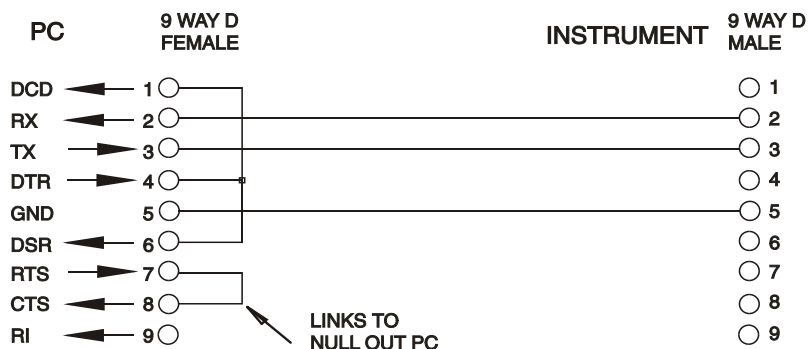 PC
9 WAY D
FEMALE
INSTRUMENT
9 WAY D
MALE
DCD 1 1
RX 2 2
TX 3 3
DTR 4 4
GND 5 5
DSR 6 6
RTS 7 7
CTS 8 8
RI 9 9
LINKS TO
NULL OUT PC